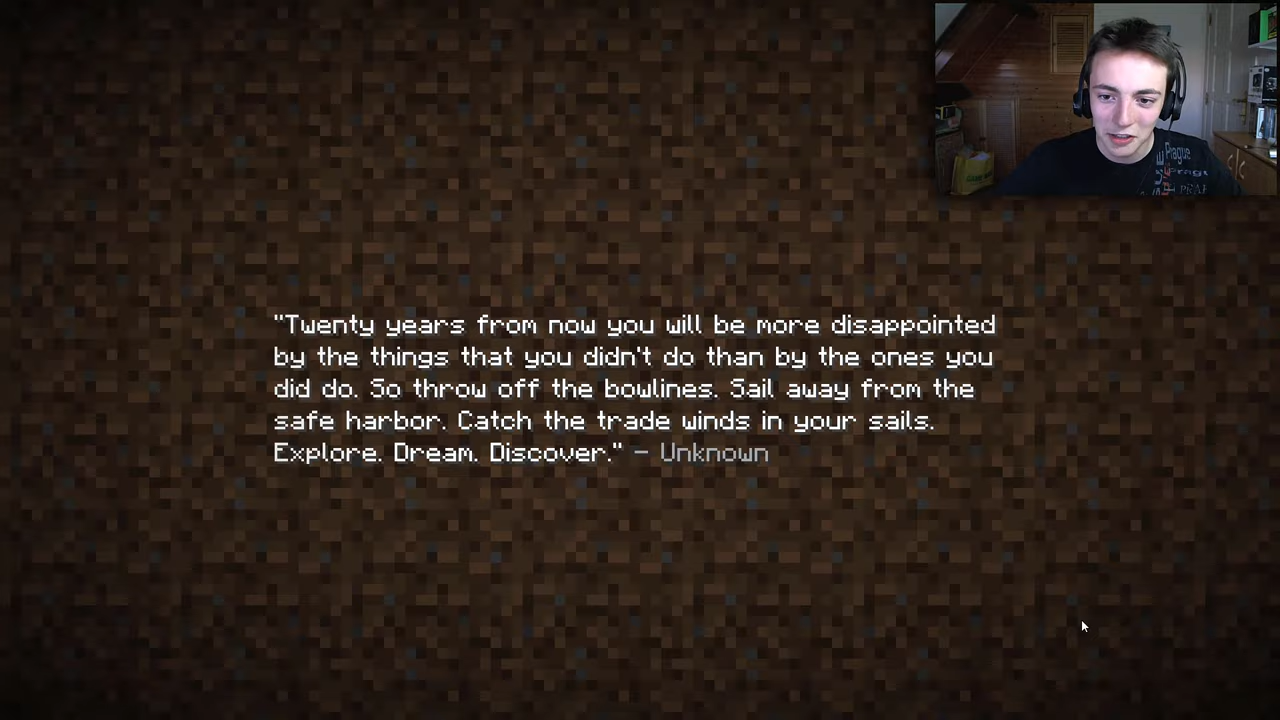 "Twenty years from now you will be more disappointed
by the things that you didn't do than by the ones you
did do. So throw off the bowlines. Sail away from the
safe harbor. Catch the trade winds in your sails.
Explore. Dream. Discover." – Unknown
Prague